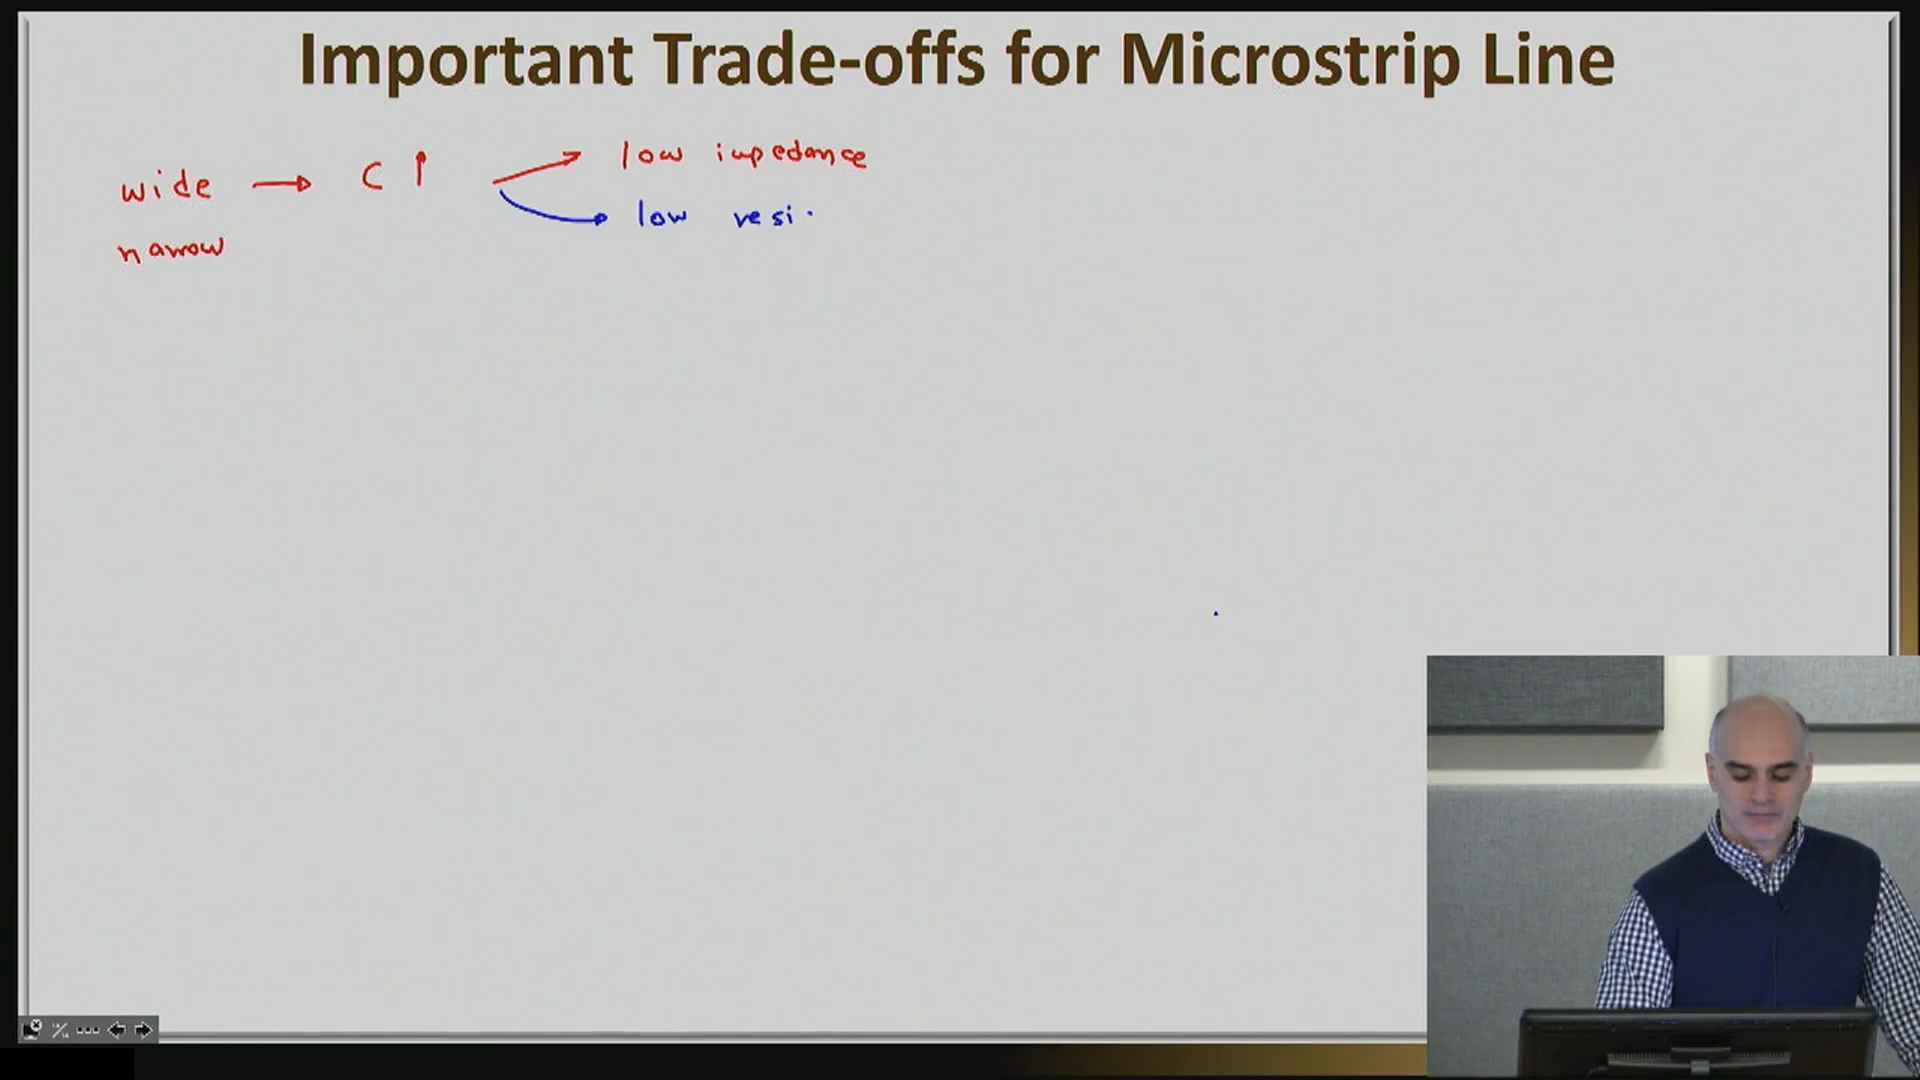 Important Trade-offs for Microstrip Line
wide → C ↑ → low impedance
→ low resi
narrow